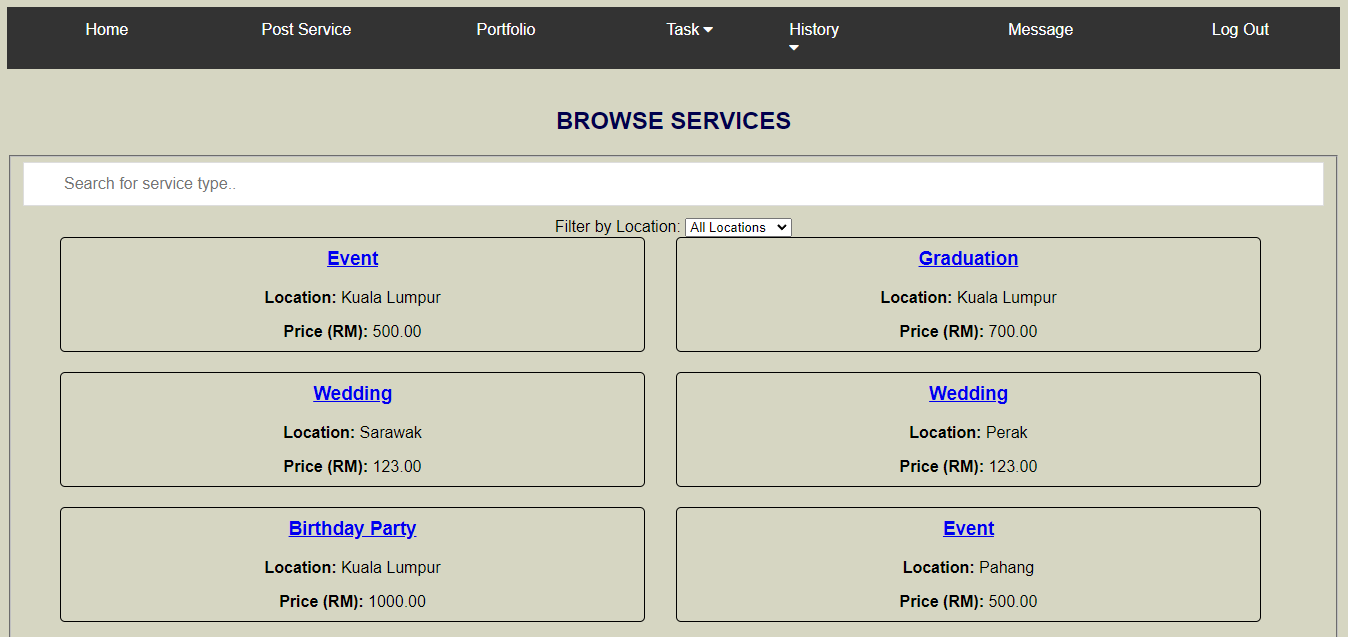 Home Post Service Portfolio Task History Message Log Out
BROWSE SERVICES
Search for service type..
Filter by Location: All Locations
Event
Location: Kuala Lumpur
Price (RM): 500.00
Graduation
Location: Kuala Lumpur
Price (RM): 700.00
Wedding
Location: Sarawak
Price (RM): 123.00
Wedding
Location: Perak
Price (RM): 123.00
Birthday Party
Location: Kuala Lumpur
Price (RM): 1000.00
Event
Location: Pahang
Price (RM): 500.00